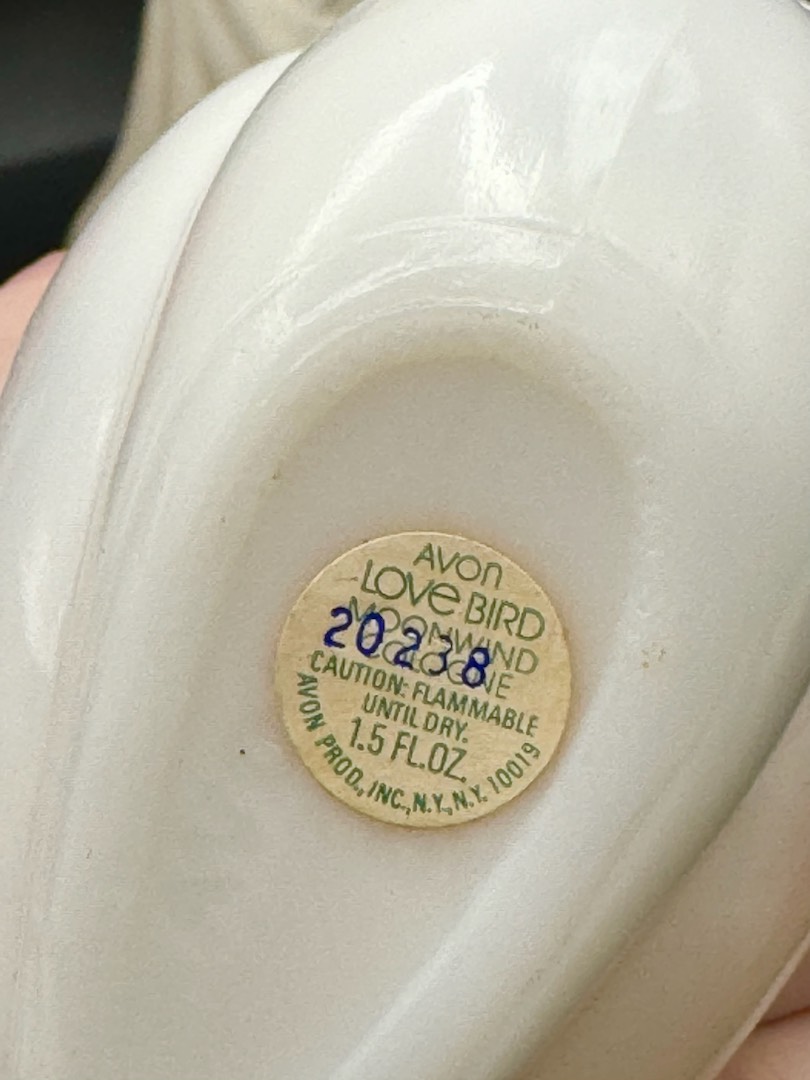 AVON
LOVE BIRD
MOONWIND
20238
COLOGNE
CAUTION: FLAMMABLE
UNTIL DRY.
1.5 FL.OZ.
AVON PROD., INC., N.Y., N.Y. 10019